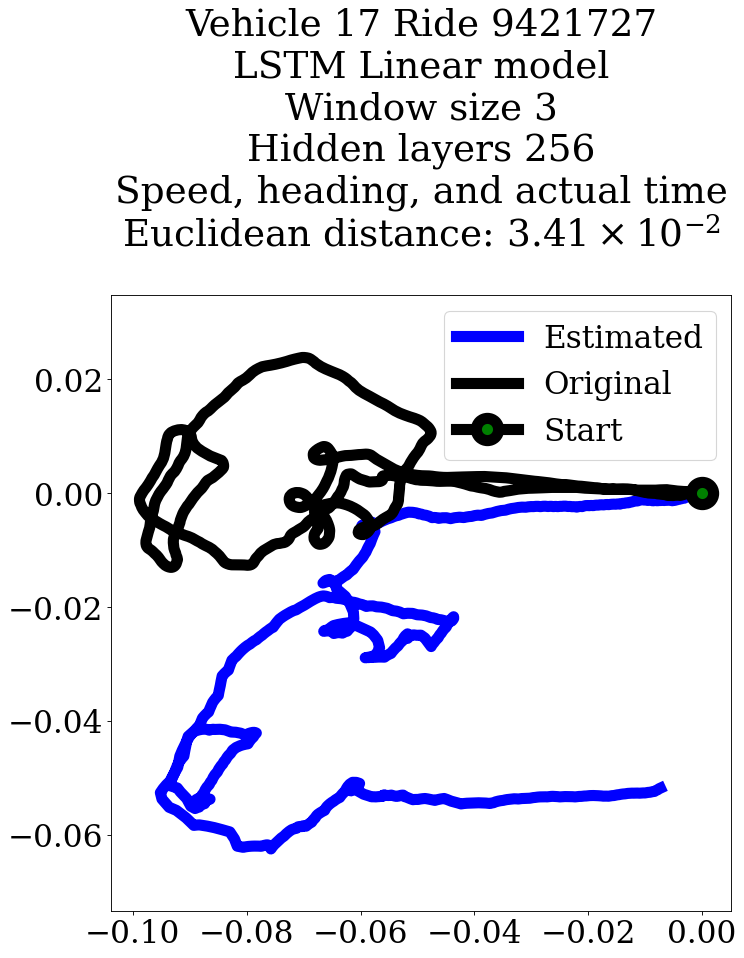 Vehicle 17 Ride 9421727
LSTM Linear model
Window size 3
Hidden layers 256
Speed, heading, and actual time
Euclidean distance: 3.41 × 10⁻²
Estimated
Original
Start
0.02
0.00
−0.02
−0.04
−0.06
−0.10 −0.08 −0.06 −0.04 −0.02 0.00